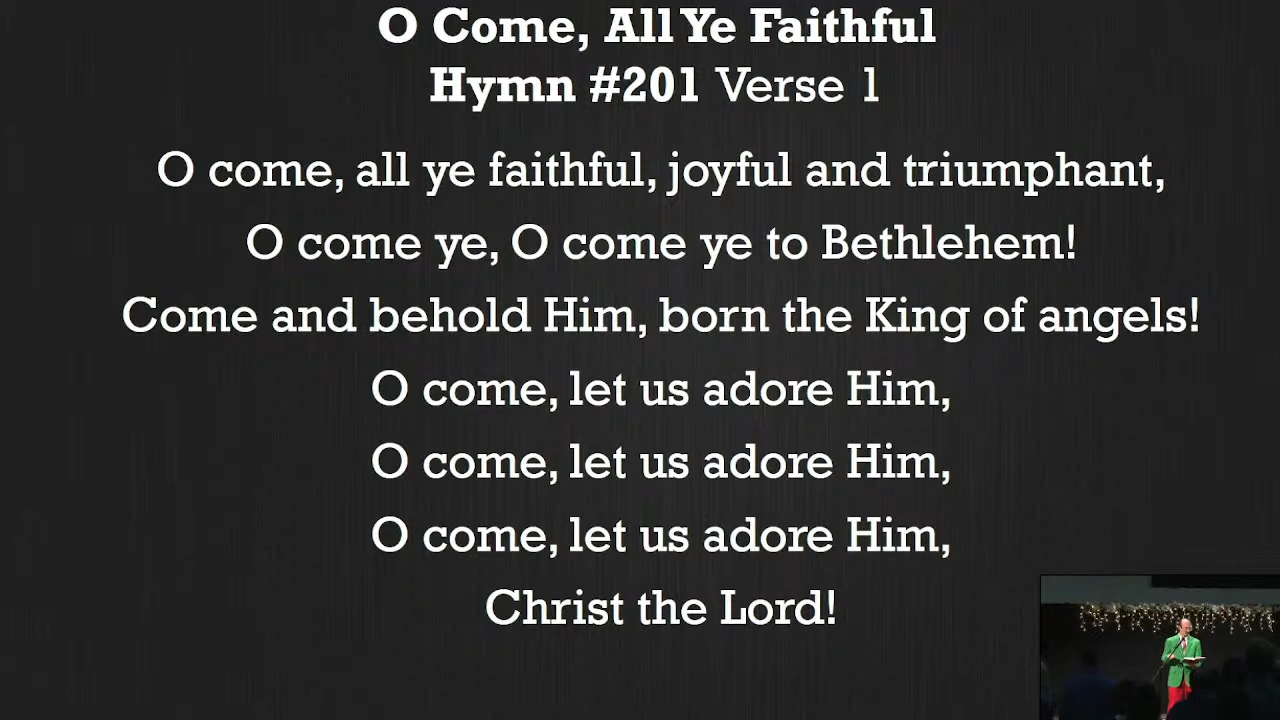 O Come, All Ye Faithful
Hymn #201 Verse 1
O come, all ye faithful, joyful and triumphant,
O come ye, O come ye to Bethlehem!
Come and behold Him, born the King of angels!
O come, let us adore Him,
O come, let us adore Him,
O come, let us adore Him,
Christ the Lord!